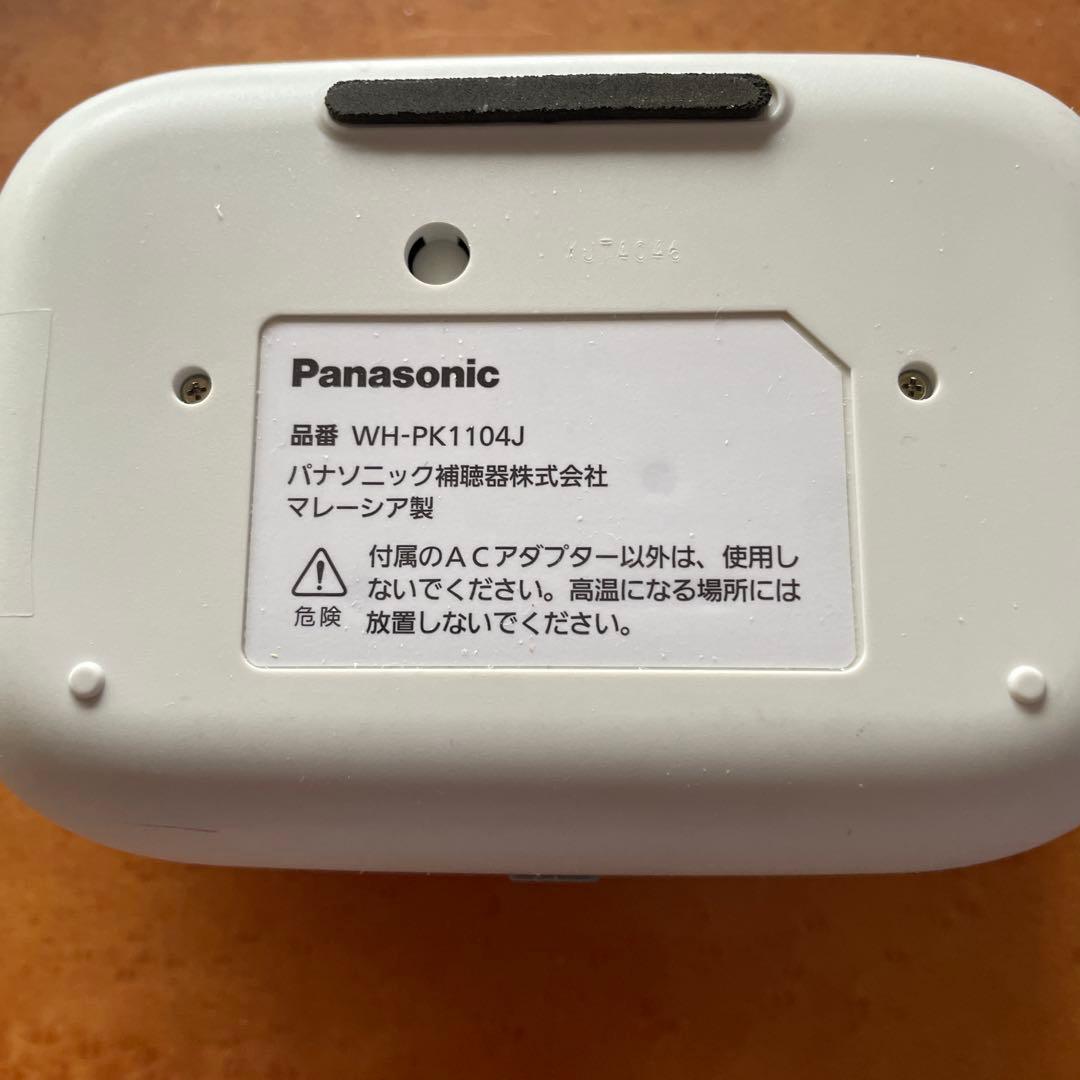 XJT4C46
Panasonic
品番 WH-PK1104J
パナソニック補聴器株式会社
マレーシア製
付属のACアダプター以外は、使用し
ないでください。高温になる場所には
危険 放置しないでください。